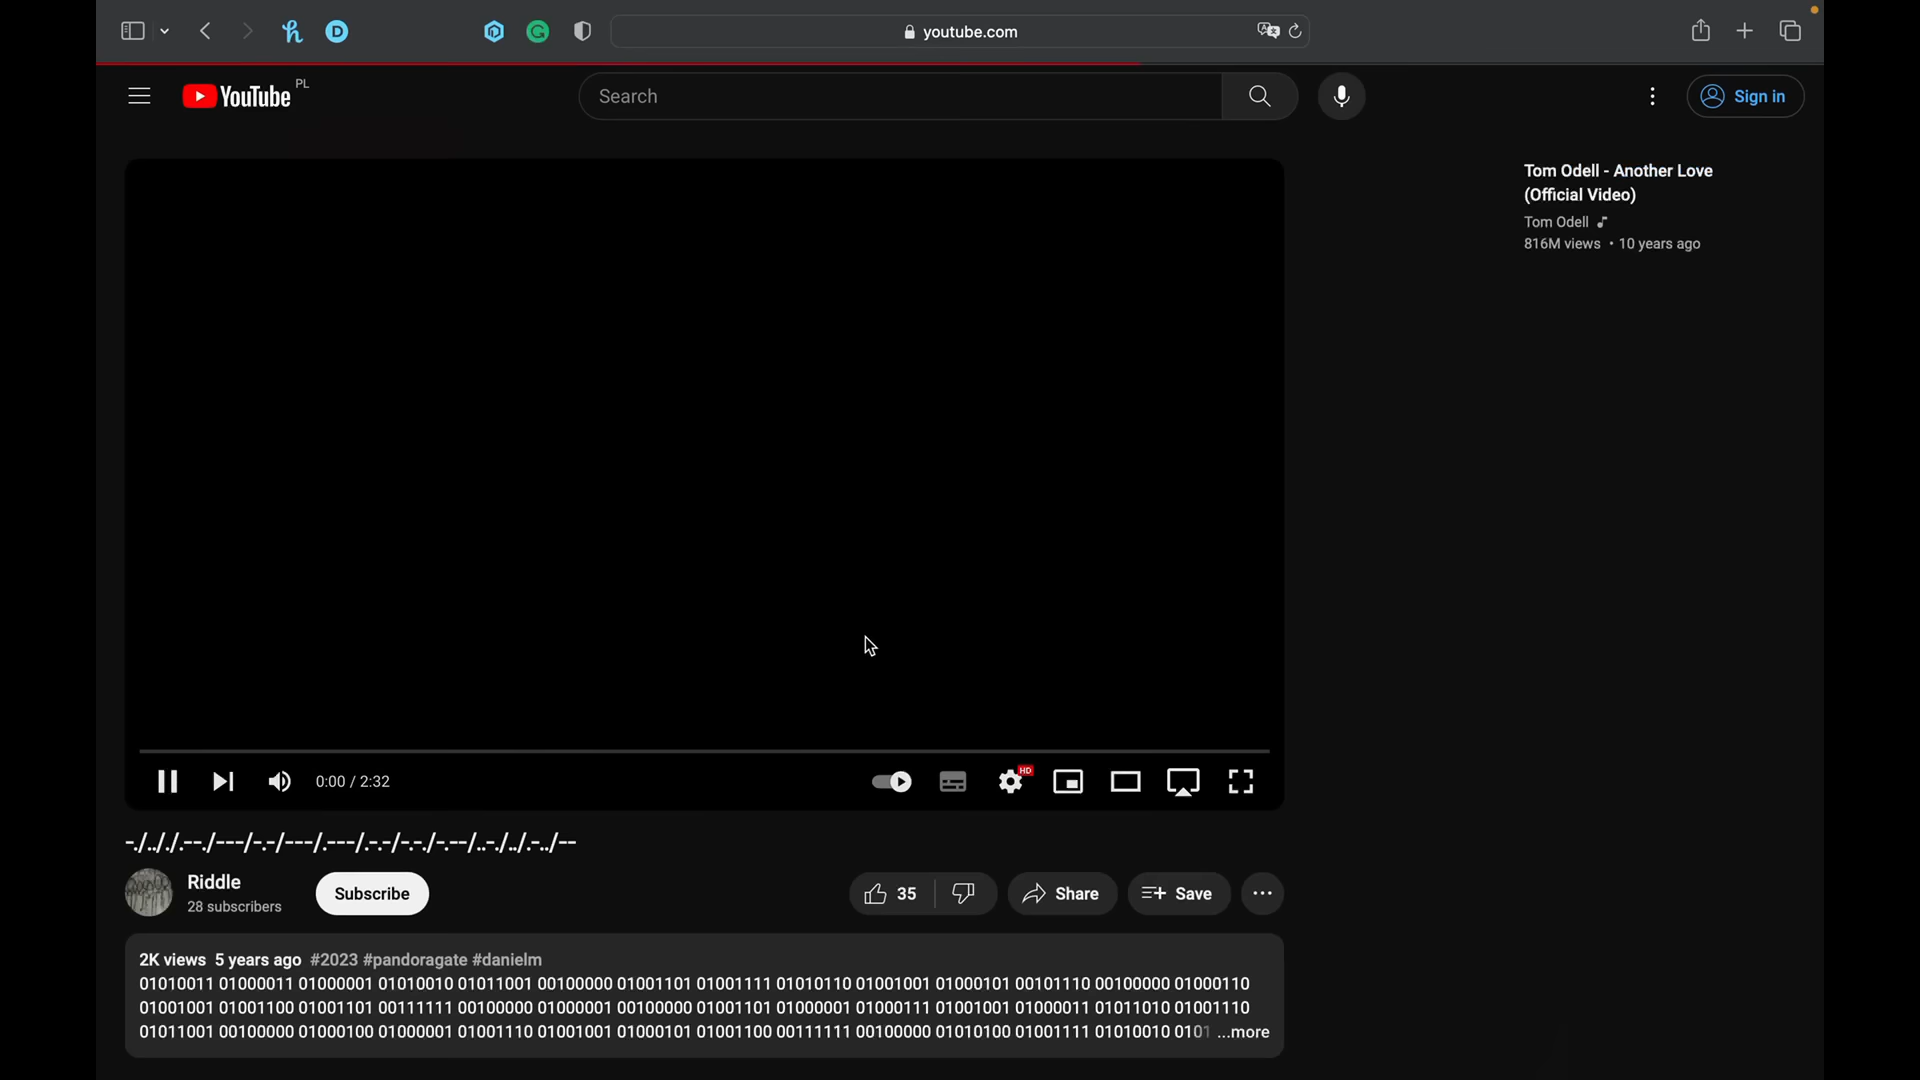 youtube.com
YouTube PL
Search
Sign in
Tom Odell - Another Love
(Official Video)
Tom Odell
816M views • 10 years ago
0:00 / 2:32
HD
-./.././/.--./---/-.-/---/.---/.-.-/-.-./-.--/..-./../.-../--
Riddle
28 subscribers
Subscribe
35
Share
Save
2K views 5 years ago #2023 #pandoragate #danielm
01010011 01000011 01000001 01010010 01011001 00100000 01001101 01001111 01010110 01001001 01000101 00101110 00100000 01000110
01001001 01001100 01001101 00111111 00100000 01000001 00100000 01001101 01000001 01000111 01001001 01000011 01011010 01001110
01011001 00100000 01000100 01000001 01001110 01001001 01000101 01001100 00111111 00100000 01010100 01001111 01010010 0101 ...more